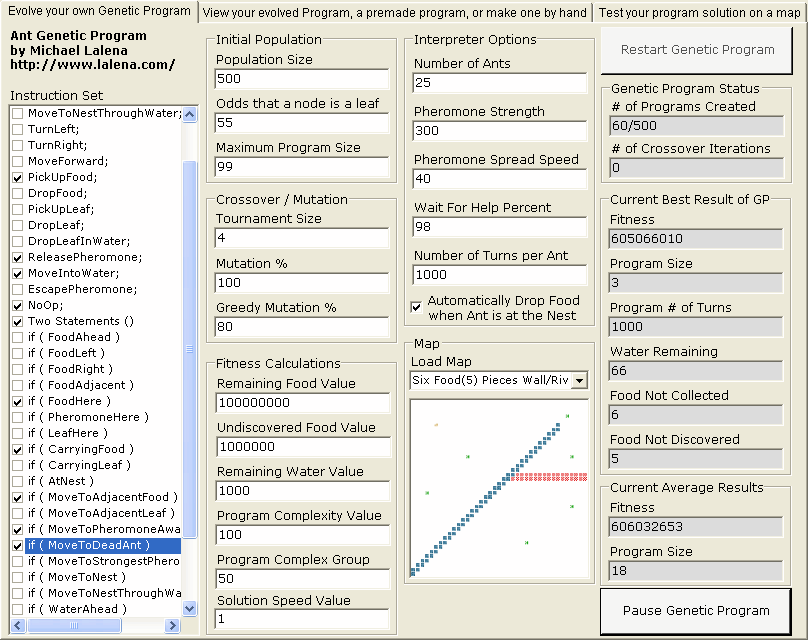 Evolve your own Genetic Program
View your evolved Program, a premade program, or make one by hand
Test your program solution on a map
Ant Genetic Program
by Michael Lalena
http://www.lalena.com/
Instruction Set
MoveToNestThroughWater;
TurnLeft;
TurnRight;
MoveForward;
PickUpFood;
DropFood;
PickUpLeaf;
DropLeaf;
DropLeafInWater;
ReleasePheromone;
MoveIntoWater;
EscapePheromone;
NoOp;
Two Statements ()
if ( FoodAhead )
if ( FoodLeft )
if ( FoodRight )
if ( FoodAdjacent )
if ( FoodHere )
if ( PheromoneHere )
if ( LeafHere )
if ( CarryingFood )
if ( CarryingLeaf )
if ( AtNest )
if ( MoveToAdjacentFood )
if ( MoveToAdjacentLeaf )
if ( MoveToPheromoneAwa
if ( MoveToDeadAnt )
if ( MoveToStrongestPhero
if ( MoveToNest )
if ( MoveToNestThroughWa
if ( WaterAhead )
Initial Population
Population Size
500
Odds that a node is a leaf
55
Maximum Program Size
99
Crossover / Mutation
Tournament Size
4
Mutation %
100
Greedy Mutation %
80
Fitness Calculations
Remaining Food Value
100000000
Undiscovered Food Value
1000000
Remaining Water Value
1000
Program Complexity Value
100
Program Complex Group
50
Solution Speed Value
1
Interpreter Options
Number of Ants
25
Pheromone Strength
300
Pheromone Spread Speed
40
Wait For Help Percent
98
Number of Turns per Ant
1000
Automatically Drop Food
when Ant is at the Nest
Map
Load Map
Six Food(5) Pieces Wall/Riv
Restart Genetic Program
Genetic Program Status
# of Programs Created
60/500
# of Crossover Iterations
0
Current Best Result of GP
Fitness
605066010
Program Size
3
Program # of Turns
1000
Water Remaining
66
Food Not Collected
6
Food Not Discovered
5
Current Average Results
Fitness
606032653
Program Size
18
Pause Genetic Program